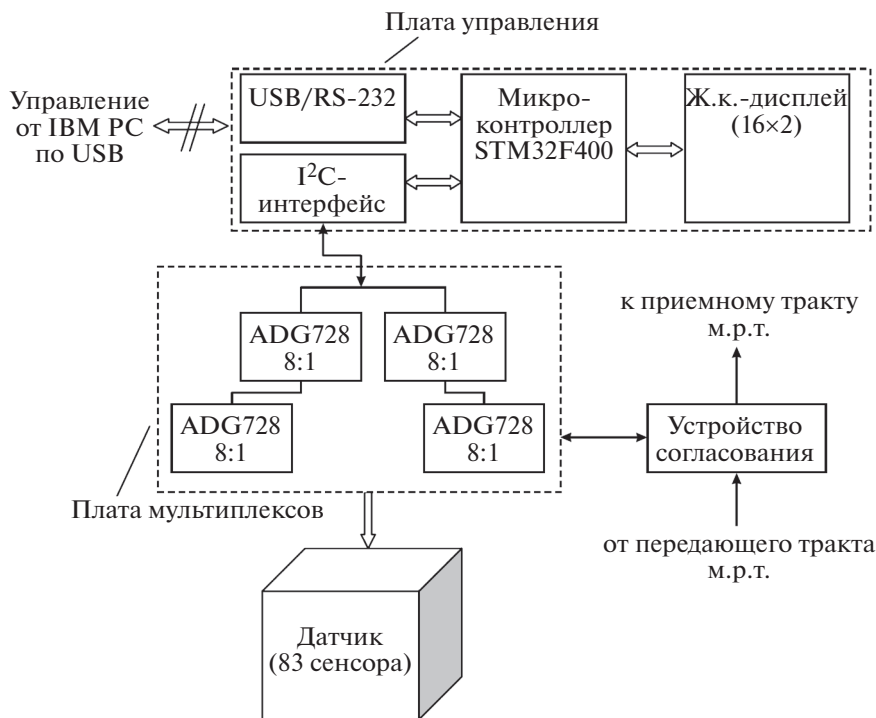 Плата управления
Управление
от IBM PC
по USB
USB/RS-232
Микро-
контроллер
STM32F400
Ж.к.-дисплей
(16×2)
I²C-
интерфейс
ADG728
8:1
ADG728
8:1
ADG728
8:1
ADG728
8:1
Плата мультиплексов
к приемному тракту
м.р.т.
Устройство
согласования
от передающего тракта
м.р.т.
Датчик
(83 сенсора)